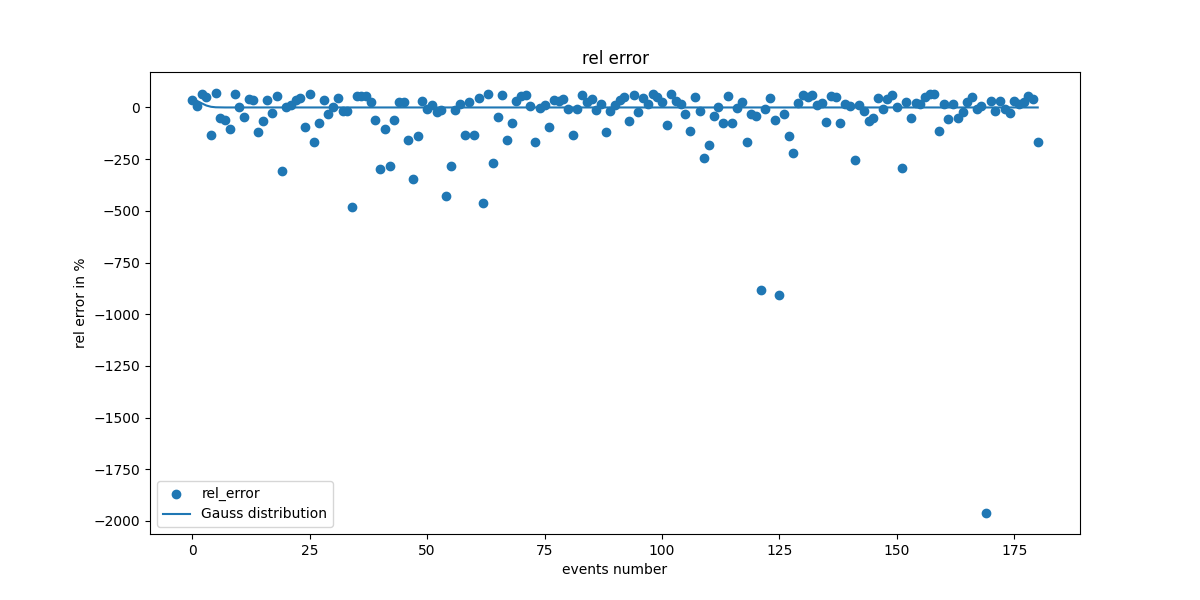 rel error
rel error in %
0
−250
−500
−750
−1000
−1250
−1500
−1750
−2000
rel_error
Gauss distribution
0 25 50 75 100 125 150 175
events number